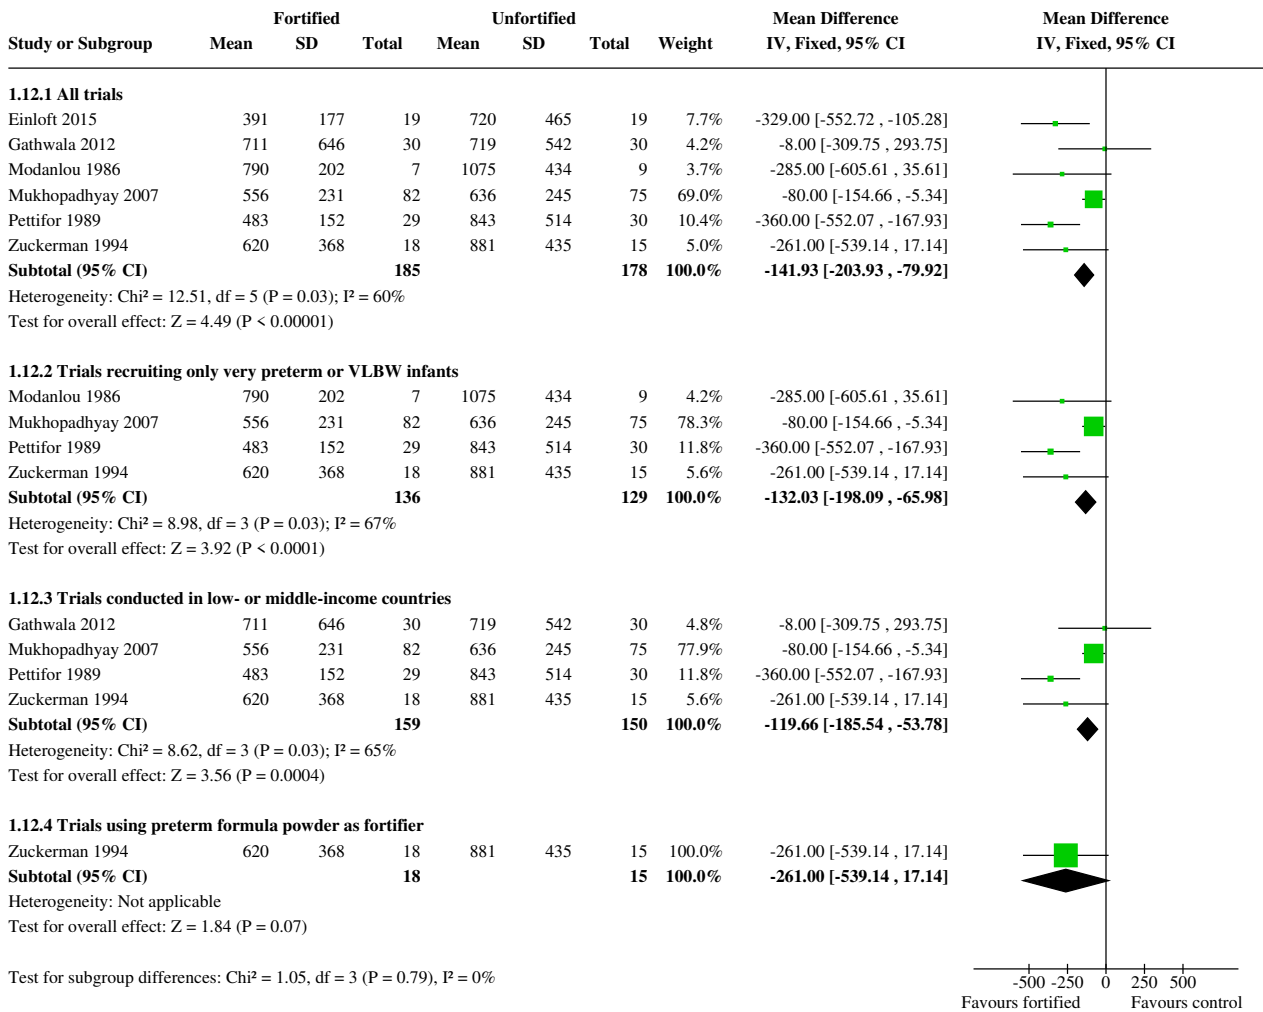 Fortified Unfortified Mean Difference Mean Difference
Study or Subgroup Mean SD Total Mean SD Total Weight IV, Fixed, 95% CI IV, Fixed, 95% CI
1.12.1 All trials
Einloft 2015 391 177 19 720 465 19 7.7% -329.00 [-552.72 , -105.28]
Gathwala 2012 711 646 30 719 542 30 4.2% -8.00 [-309.75 , 293.75]
Modanlou 1986 790 202 7 1075 434 9 3.7% -285.00 [-605.61 , 35.61]
Mukhopadhyay 2007 556 231 82 636 245 75 69.0% -80.00 [-154.66 , -5.34]
Pettifor 1989 483 152 29 843 514 30 10.4% -360.00 [-552.07 , -167.93]
Zuckerman 1994 620 368 18 881 435 15 5.0% -261.00 [-539.14 , 17.14]
Subtotal (95% CI) 185 178 100.0% -141.93 [-203.93 , -79.92]
Heterogeneity: Chi² = 12.51, df = 5 (P = 0.03); I² = 60%
Test for overall effect: Z = 4.49 (P < 0.00001)
1.12.2 Trials recruiting only very preterm or VLBW infants
Modanlou 1986 790 202 7 1075 434 9 4.2% -285.00 [-605.61 , 35.61]
Mukhopadhyay 2007 556 231 82 636 245 75 78.3% -80.00 [-154.66 , -5.34]
Pettifor 1989 483 152 29 843 514 30 11.8% -360.00 [-552.07 , -167.93]
Zuckerman 1994 620 368 18 881 435 15 5.6% -261.00 [-539.14 , 17.14]
Subtotal (95% CI) 136 129 100.0% -132.03 [-198.09 , -65.98]
Heterogeneity: Chi² = 8.98, df = 3 (P = 0.03); I² = 67%
Test for overall effect: Z = 3.92 (P < 0.0001)
1.12.3 Trials conducted in low- or middle-income countries
Gathwala 2012 711 646 30 719 542 30 4.8% -8.00 [-309.75 , 293.75]
Mukhopadhyay 2007 556 231 82 636 245 75 77.9% -80.00 [-154.66 , -5.34]
Pettifor 1989 483 152 29 843 514 30 11.8% -360.00 [-552.07 , -167.93]
Zuckerman 1994 620 368 18 881 435 15 5.6% -261.00 [-539.14 , 17.14]
Subtotal (95% CI) 159 150 100.0% -119.66 [-185.54 , -53.78]
Heterogeneity: Chi² = 8.62, df = 3 (P = 0.03); I² = 65%
Test for overall effect: Z = 3.56 (P = 0.0004)
1.12.4 Trials using preterm formula powder as fortifier
Zuckerman 1994 620 368 18 881 435 15 100.0% -261.00 [-539.14 , 17.14]
Subtotal (95% CI) 18 15 100.0% -261.00 [-539.14 , 17.14]
Heterogeneity: Not applicable
Test for overall effect: Z = 1.84 (P = 0.07)
Test for subgroup differences: Chi² = 1.05, df = 3 (P = 0.79), I² = 0%
-500 -250 0 250 500
Favours fortified Favours control